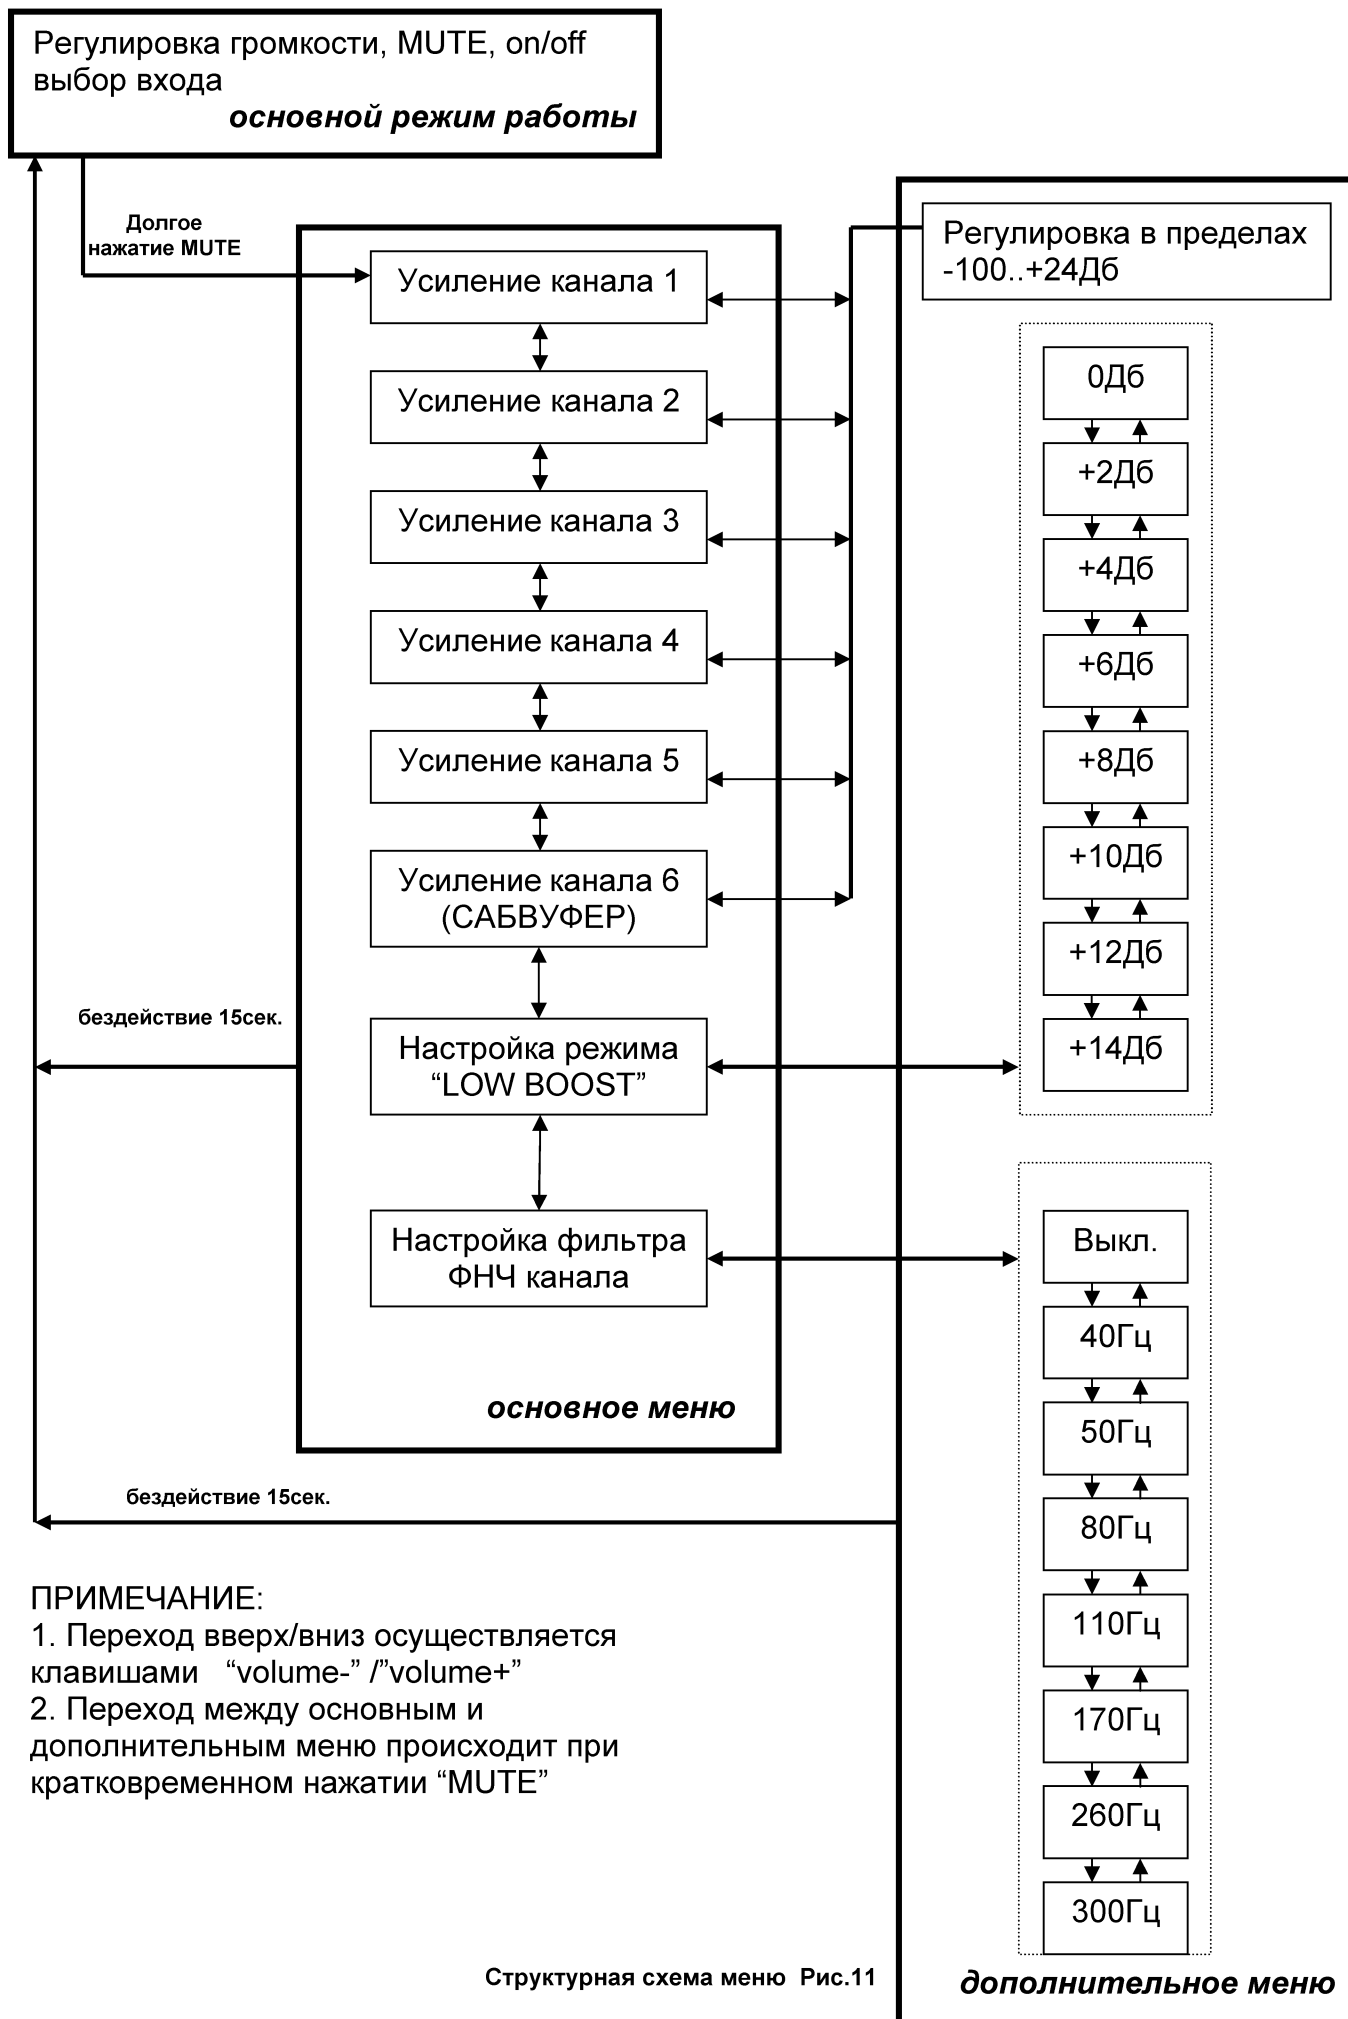 Регулировка громкости, MUTE, on/off
выбор входа
основной режим работы
Долгое
нажатие MUTE
Усиление канала 1
Усиление канала 2
Усиление канала 3
Усиление канала 4
Усиление канала 5
Усиление канала 6
(САБВУФЕР)
Настройка режима
“LOW BOOST”
Настройка фильтра
ФНЧ канала
основное меню
бездействие 15сек.
бездействие 15сек.
Регулировка в пределах
-100..+24Дб
0Дб
+2Дб
+4Дб
+6Дб
+8Дб
+10Дб
+12Дб
+14Дб
Выкл.
40Гц
50Гц
80Гц
110Гц
170Гц
260Гц
300Гц
дополнительное меню
ПРИМЕЧАНИЕ:
1. Переход вверх/вниз осуществляется
клавишами “volume-” /”volume+”
2. Переход между основным и
дополнительным меню происходит при
кратковременном нажатии “MUTE”
Структурная схема меню Рис.11